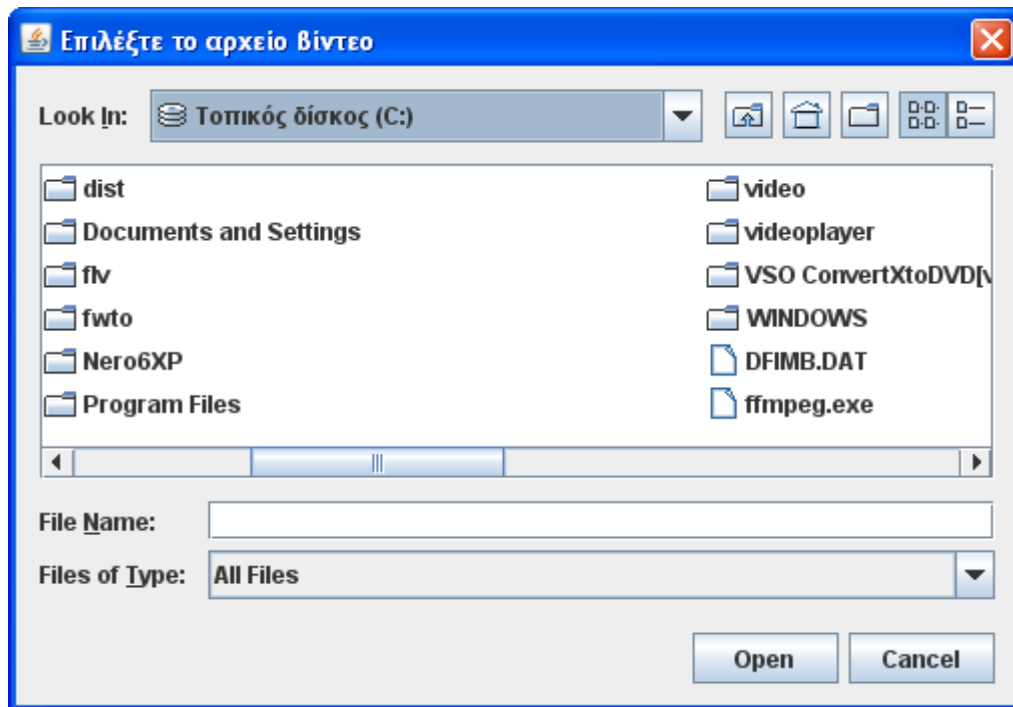 Επιλέξτε το αρχείο βίντεο
Look In: Τοπικός δίσκος (C:)
dist
Documents and Settings
flv
fwto
Nero6XP
Program Files
video
videoplayer
VSO ConvertXtoDVD[v
WINDOWS
DFIMB.DAT
ffmpeg.exe
File Name:
Files of Type: All Files
Open Cancel